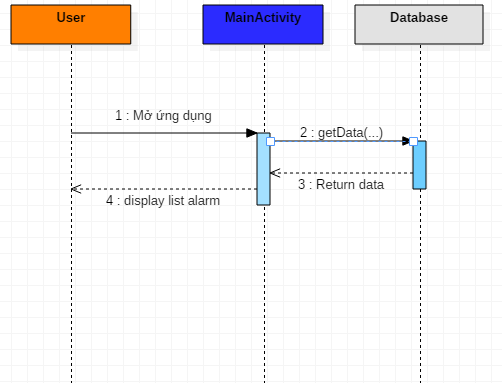 User
MainActivity
Database
1 : Mở ứng dụng
2 : getData(...)
3 : Return data
4 : display list alarm